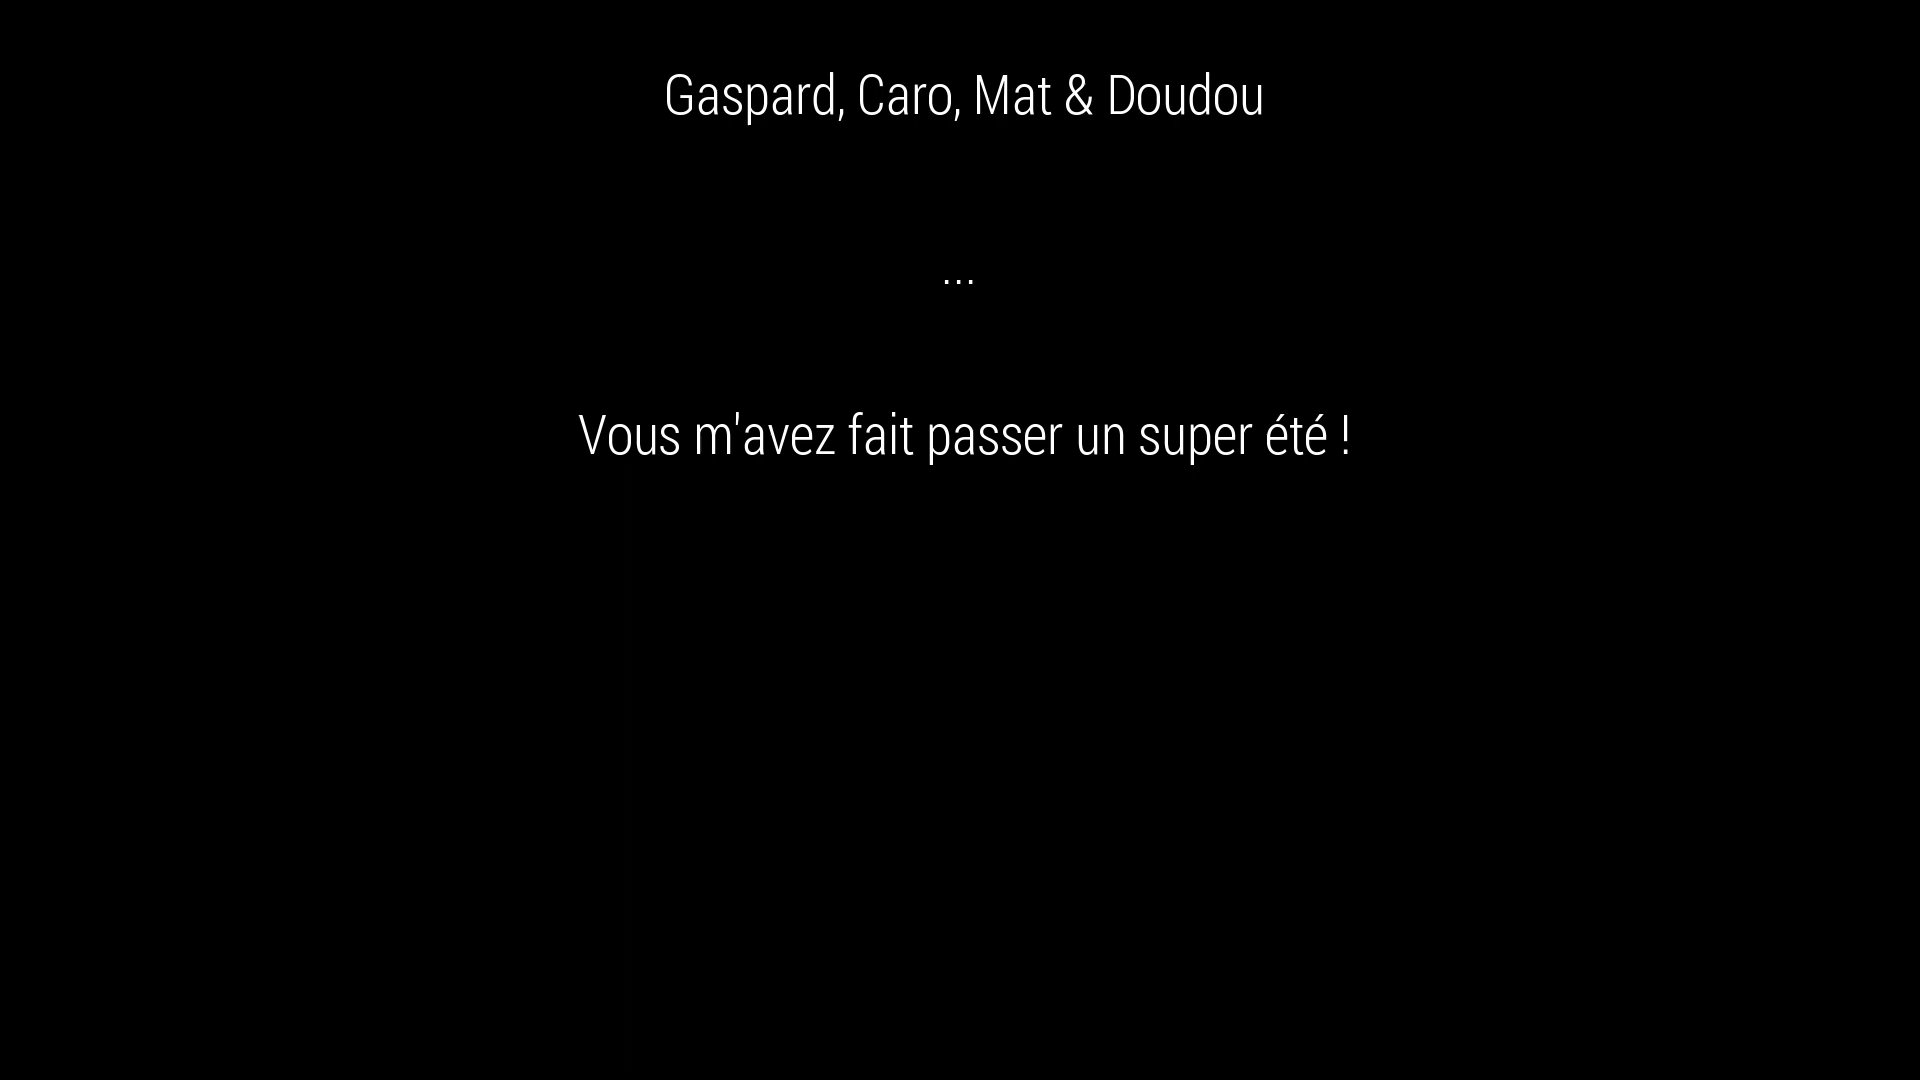 Gaspard, Caro, Mat & Doudou
...
Vous m'avez fait passer un super été !